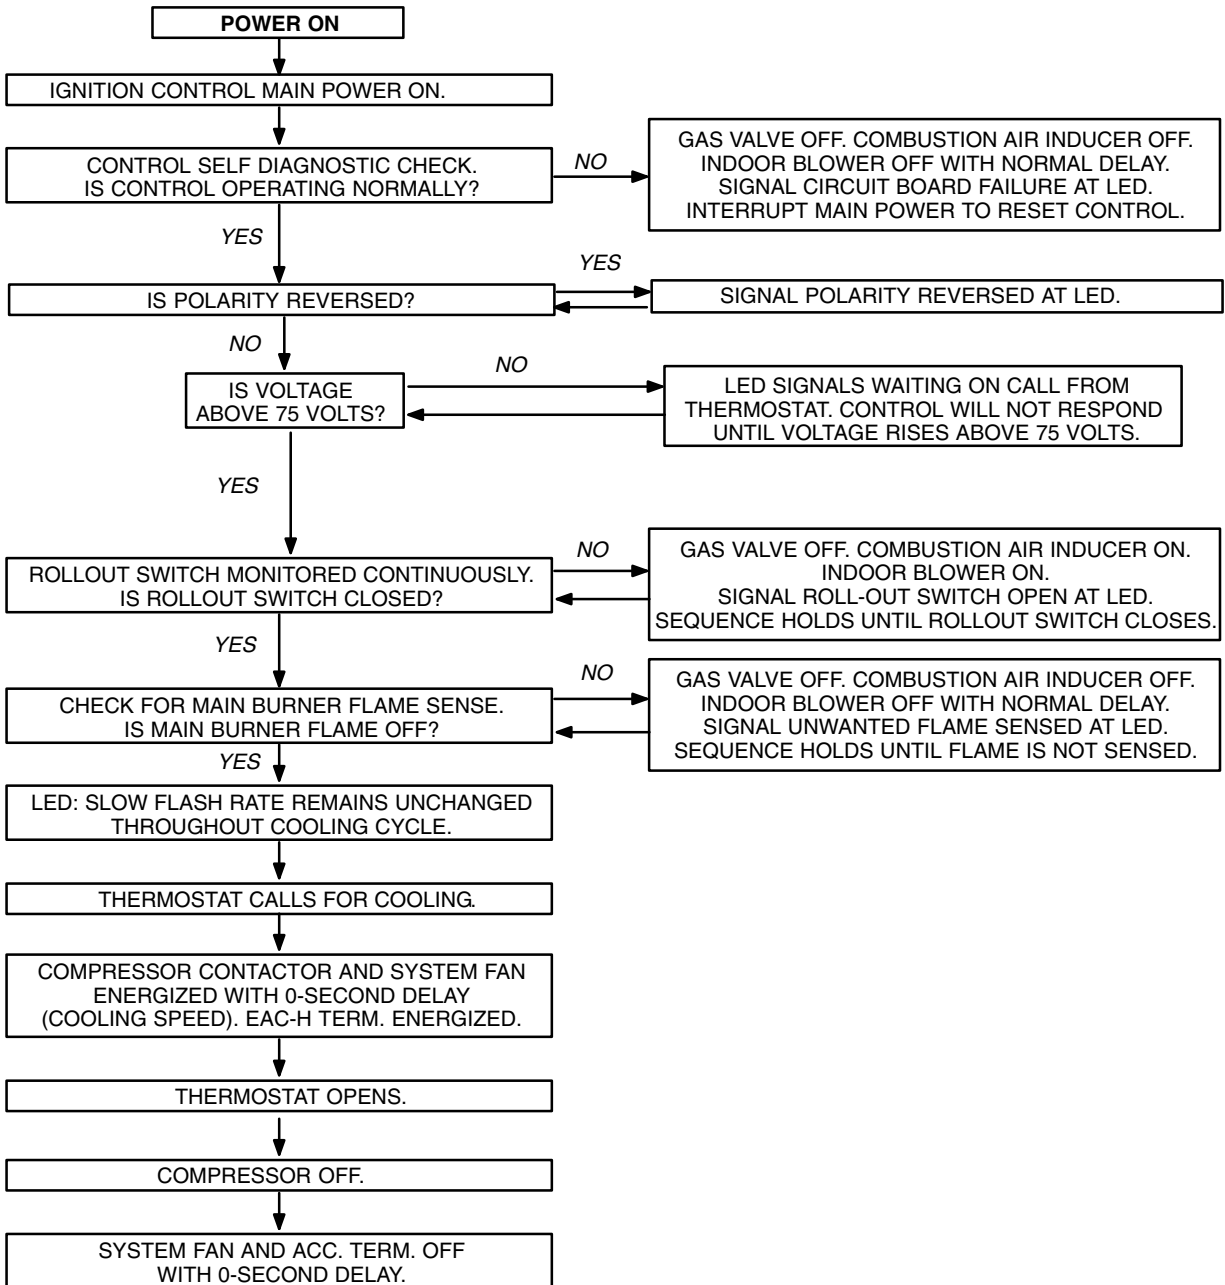 POWER ON
IGNITION CONTROL MAIN POWER ON.
CONTROL SELF DIAGNOSTIC CHECK.
IS CONTROL OPERATING NORMALLY?
NO
GAS VALVE OFF. COMBUSTION AIR INDUCER OFF.
INDOOR BLOWER OFF WITH NORMAL DELAY.
SIGNAL CIRCUIT BOARD FAILURE AT LED.
INTERRUPT MAIN POWER TO RESET CONTROL.
YES
IS POLARITY REVERSED?
YES
SIGNAL POLARITY REVERSED AT LED.
NO
IS VOLTAGE
ABOVE 75 VOLTS?
NO
LED SIGNALS WAITING ON CALL FROM
THERMOSTAT. CONTROL WILL NOT RESPOND
UNTIL VOLTAGE RISES ABOVE 75 VOLTS.
YES
ROLLOUT SWITCH MONITORED CONTINUOUSLY.
IS ROLLOUT SWITCH CLOSED?
NO
GAS VALVE OFF. COMBUSTION AIR INDUCER ON.
INDOOR BLOWER ON.
SIGNAL ROLL-OUT SWITCH OPEN AT LED.
SEQUENCE HOLDS UNTIL ROLLOUT SWITCH CLOSES.
YES
CHECK FOR MAIN BURNER FLAME SENSE.
IS MAIN BURNER FLAME OFF?
NO
GAS VALVE OFF. COMBUSTION AIR INDUCER OFF.
INDOOR BLOWER OFF WITH NORMAL DELAY.
SIGNAL UNWANTED FLAME SENSED AT LED.
SEQUENCE HOLDS UNTIL FLAME IS NOT SENSED.
YES
LED: SLOW FLASH RATE REMAINS UNCHANGED
THROUGHOUT COOLING CYCLE.
THERMOSTAT CALLS FOR COOLING.
COMPRESSOR CONTACTOR AND SYSTEM FAN
ENERGIZED WITH 0-SECOND DELAY
(COOLING SPEED). EAC-H TERM. ENERGIZED.
THERMOSTAT OPENS.
COMPRESSOR OFF.
SYSTEM FAN AND ACC. TERM. OFF
WITH 0-SECOND DELAY.